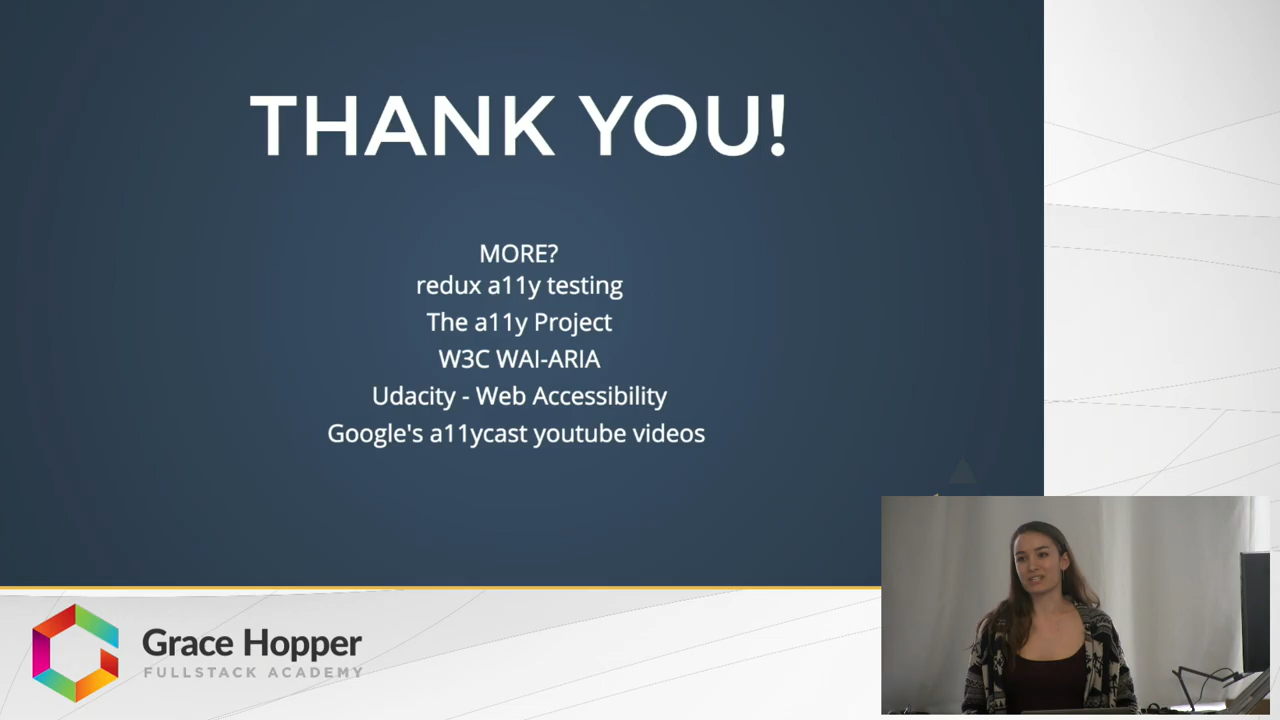 THANK YOU!
MORE?
redux a11y testing
The a11y Project
W3C WAI-ARIA
Udacity - Web Accessibility
Google's a11ycast youtube videos
Grace Hopper
FULLSTACK ACADEMY